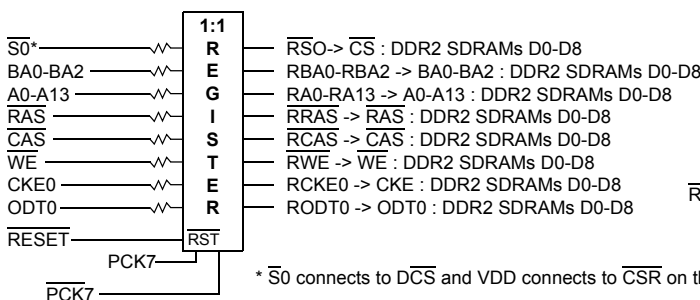 1:1
S0* R RSO-> CS : DDR2 SDRAMs D0-D8
BA0-BA2 E RBA0-RBA2 -> BA0-BA2 : DDR2 SDRAMs D0-D8
A0-A13 G RA0-RA13 -> A0-A13 : DDR2 SDRAMs D0-D8
RAS I RRAS -> RAS : DDR2 SDRAMs D0-D8
CAS S RCAS -> CAS : DDR2 SDRAMs D0-D8
WE T RWE -> WE : DDR2 SDRAMs D0-D8
CKE0 E RCKE0 -> CKE : DDR2 SDRAMs D0-D8
ODT0 R RODT0 -> ODT0 : DDR2 SDRAMs D0-D8
RESET RST
PCK7
PCK7
* S0 connects to DCS and VDD connects to CSR on